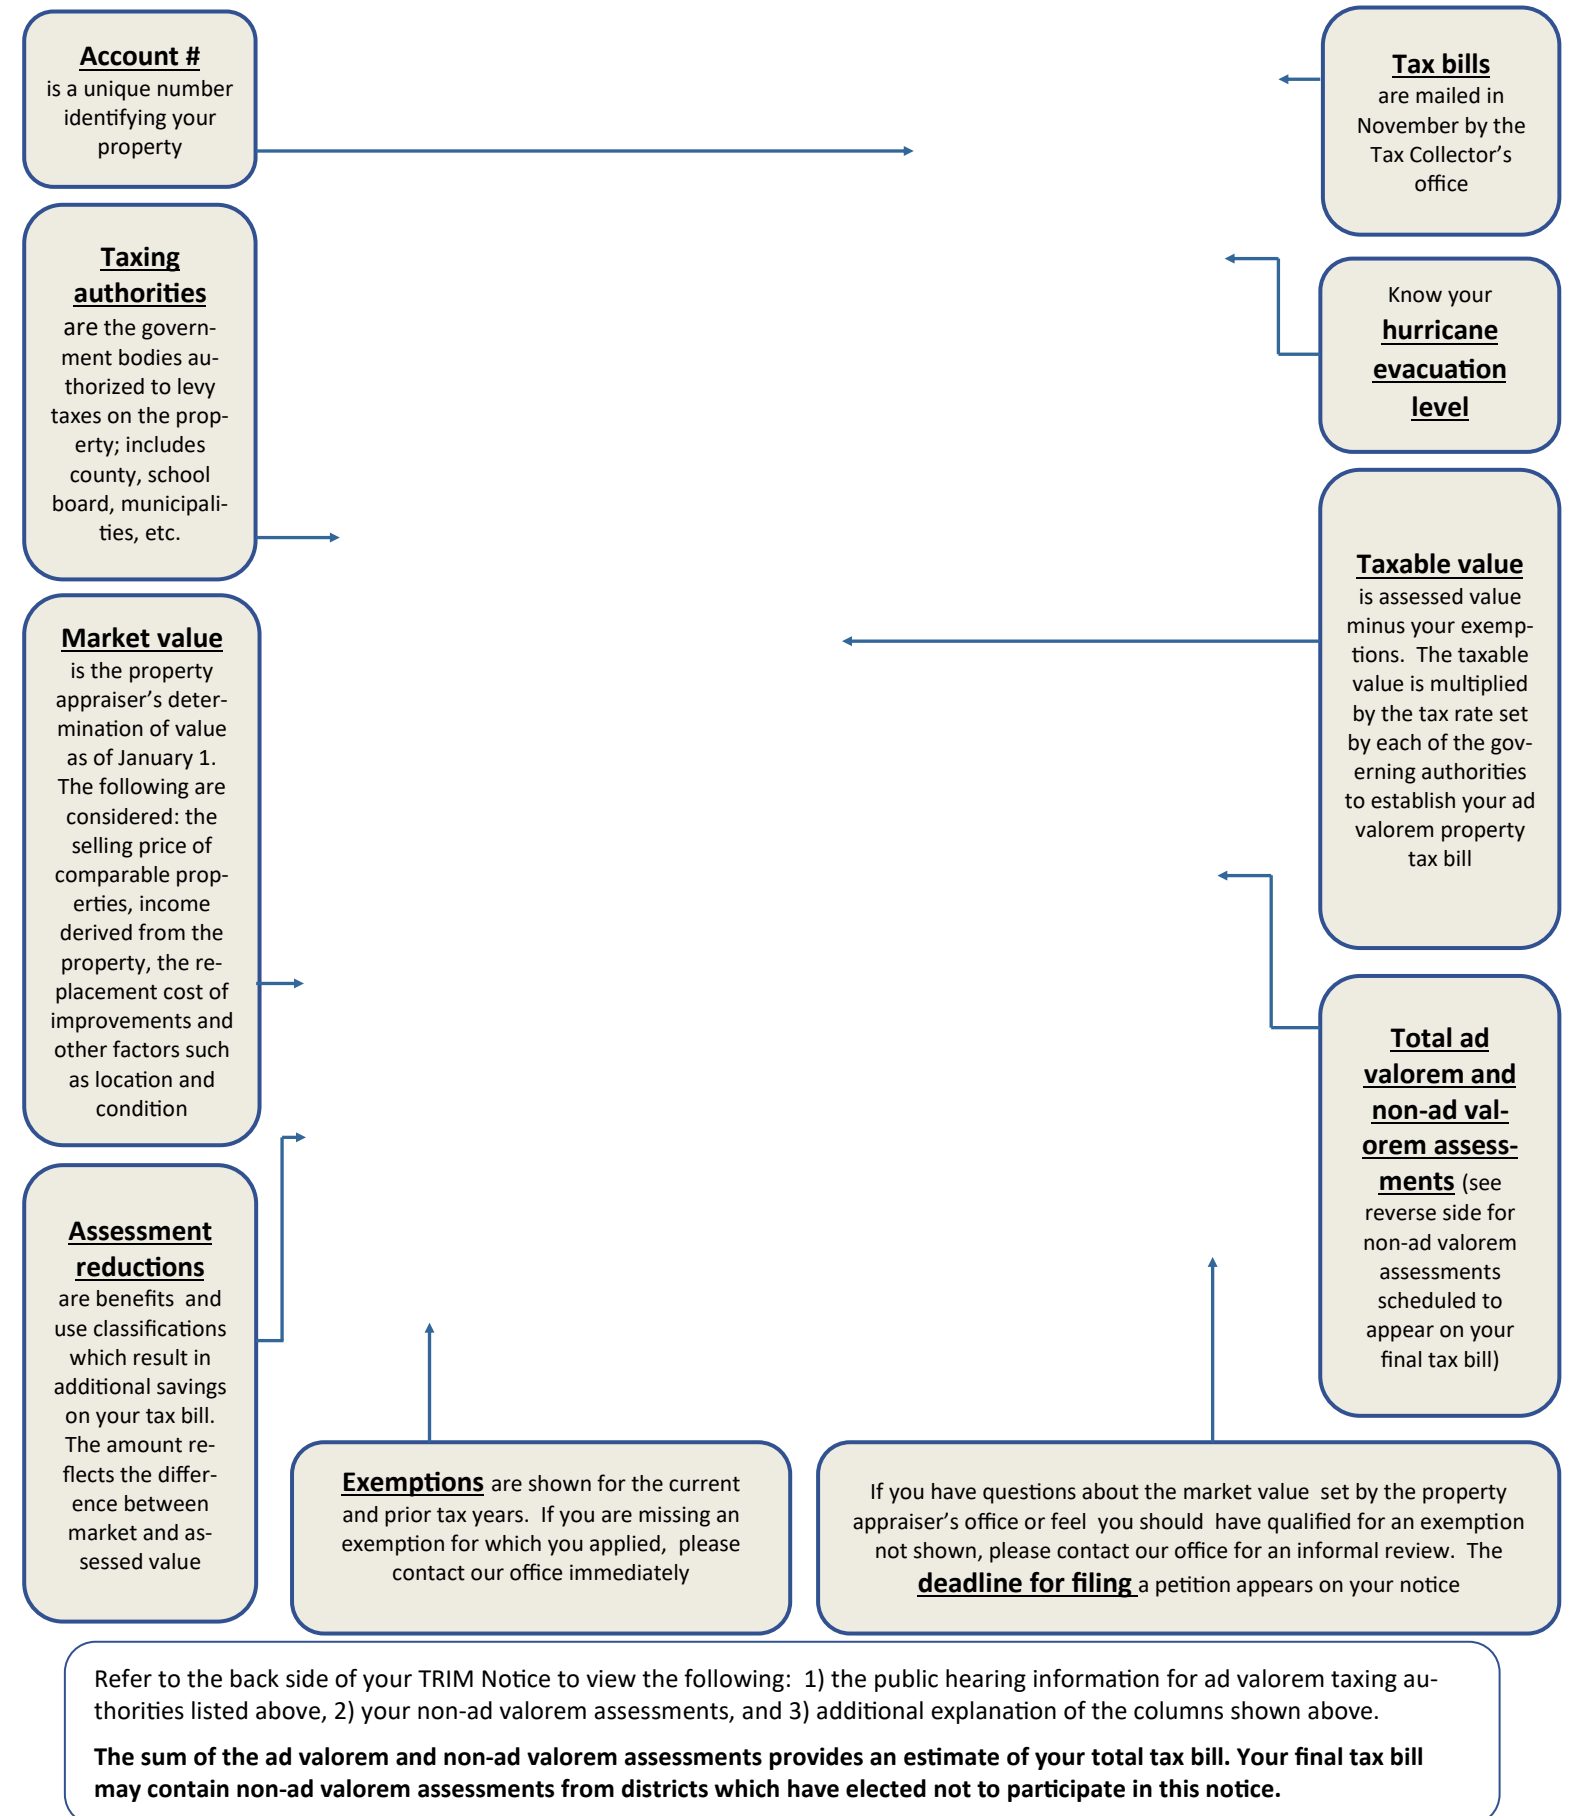 Account #
is a unique number
identifying your
property
Taxing
authorities
are the govern-
ment bodies au-
thorized to levy
taxes on the prop-
erty; includes
county, school
board, municipali-
ties, etc.
Market value
is the property
appraiser’s deter-
mination of value
as of January 1.
The following are
considered: the
selling price of
comparable prop-
erties, income
derived from the
property, the re-
placement cost of
improvements and
other factors such
as location and
condition
Assessment
reductions
are benefits  and
use classifications
which result in
additional savings
on your tax bill.
The amount re-
flects the differ-
ence between
market and as-
sessed value
Tax bills
are mailed in
November by the
Tax Collector’s
office
Know your
hurricane
evacuation
level
Taxable value
is assessed value
minus your exemp-
tions.  The taxable
value is multiplied
by the tax rate set
by each of the gov-
erning authorities
to establish your ad
valorem property
tax bill
Total ad
valorem and
non-ad val-
orem assess-
ments (see
reverse side for
non-ad valorem
assessments
scheduled to
appear on your
final tax bill)
Exemptions are shown for the current
and prior tax years.  If you are missing an
exemption for which you applied,  please
contact our office immediately
If you have questions about the market value  set by the property
appraiser’s office or feel  you should  have qualified for an exemption
not shown, please contact our office for an informal review.  The
deadline for filing a petition appears on your notice
Refer to the back side of your TRIM Notice to view the following:  1) the public hearing information for ad valorem taxing au-
thorities listed above, 2) your non-ad valorem assessments, and 3) additional explanation of the columns shown above.
The sum of the ad valorem and non-ad valorem assessments provides an estimate of your total tax bill. Your final tax bill
may contain non-ad valorem assessments from districts which have elected not to participate in this notice.